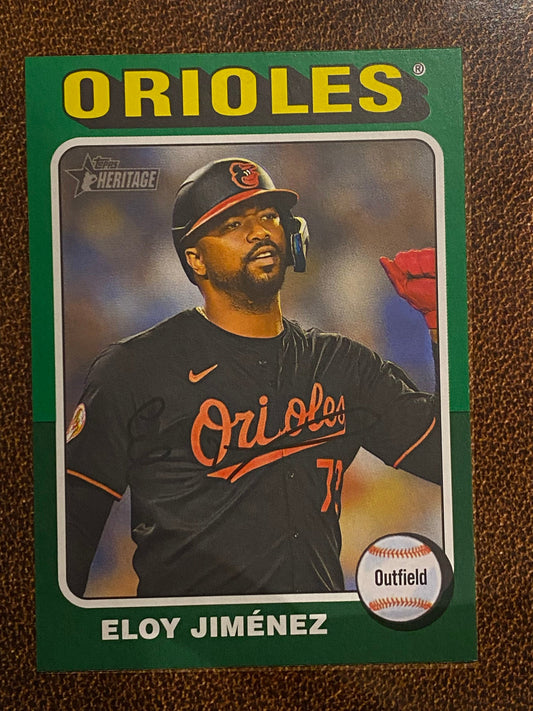 ORIOLES®
Topps
HERITAGE
Orioles
Outfield
ELOY JIMÉNEZ